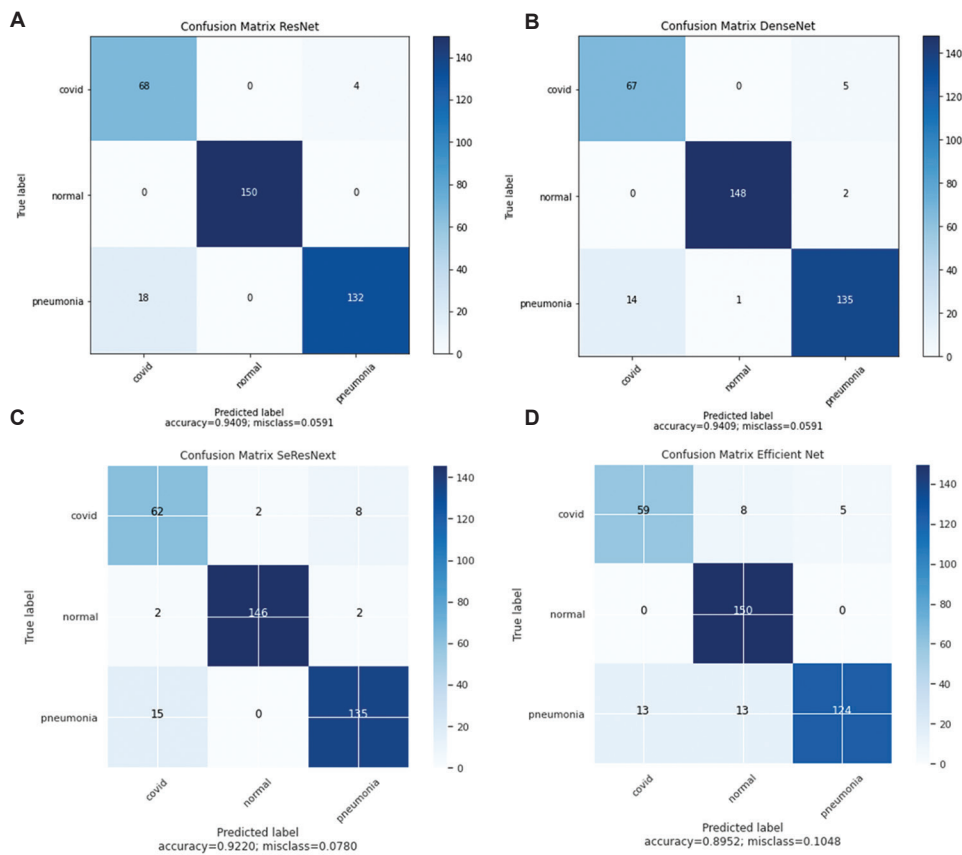 A
Confusion Matrix ResNet
True label
covid
normal
pneumonia
68 0 4
0 150 0
18 0 132
covid normal pneumonia
Predicted label
accuracy=0.9409; misclass=0.0591
140
120
100
80
60
40
20
0
B
Confusion Matrix DenseNet
True label
covid
normal
pneumonia
67 0 5
0 148 2
14 1 135
covid normal pneumonia
Predicted label
accuracy=0.9409; misclass=0.0591
140
120
100
80
60
40
20
0
C
Confusion Matrix SeResNext
True label
covid
normal
pneumonia
62 2 8
2 146 2
15 0 135
covid normal pneumonia
Predicted label
accuracy=0.9220; misclass=0.0780
140
120
100
80
60
40
20
0
D
Confusion Matrix Efficient Net
True label
covid
normal
pneumonia
59 8 5
0 150 0
13 13 124
covid normal pneumonia
Predicted label
accuracy=0.8952; misclass=0.1048
140
120
100
80
60
40
20
0